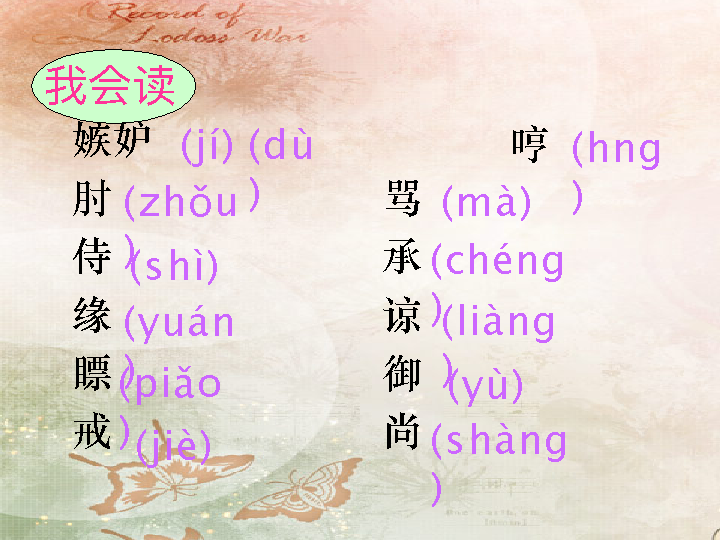 Record of
Lodoss War
我会读
嫉妒 (jí) (dù) 哼 (hng)
肘 (zhǒu) 骂 (mà)
侍 (shì) 承 (chéng)
缘 (yuán) 谅 (liàng)
瞟 (piǎo) 御 (yù)
戒 (jiè) 尚 (shàng)